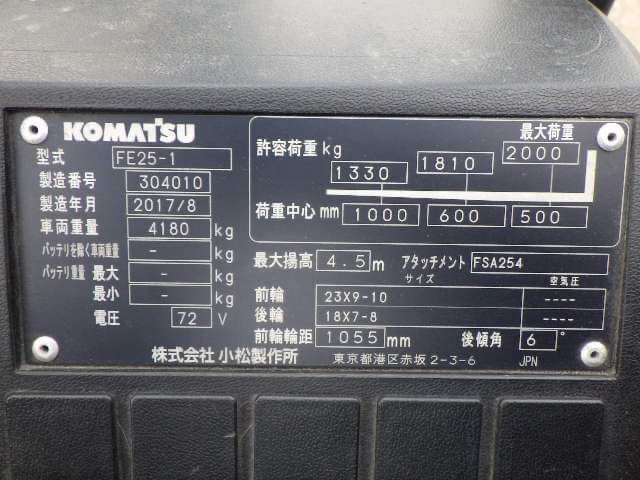 KOMATSU
型式 FE25-1
製造番号 304010
製造年月 2017/8
車両重量 4180 kg
バッテリを除く車両重量 - kg
バッテリ重量 最大 - kg
最小 - kg
電圧 72 V
最大荷重
許容荷重 kg 1330 1810 2000
荷重中心 mm 1000 600 500
最大揚高 4.5 m アタッチメント FSA254
サイズ 空気圧
前輪 23X9-10 ----
後輪 18X7-8 ----
前輪輪距 1055 mm 後傾角 6 °
株式会社 小松製作所 東京都港区赤坂 2-3-6 JPN